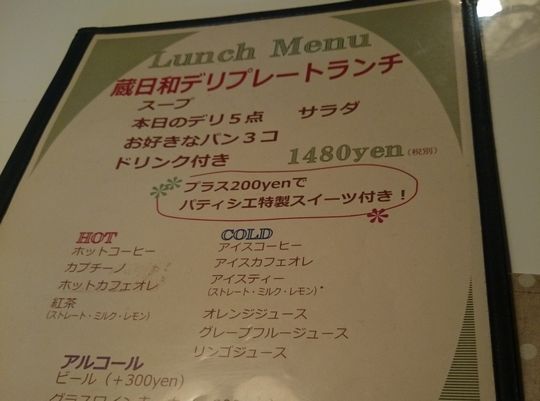 Lunch Menu
蔵日和デリプレートランチ
スープ
本日のデリ5点 サラダ
お好きなパン3コ
ドリンク付き 1480yen(税別)
プラス200yenで
パティシエ特製スイーツ付き!
HOT
ホットコーヒー
カプチーノ
ホットカフェオレ
紅茶
(ストレート・ミルク・レモン)
COLD
アイスコーヒー
アイスカフェオレ
アイスティー
(ストレート・ミルク・レモン)
オレンジジュース
グレープフルージュース
リンゴジュース
アルコール
ビール(+300yen)
グラスワイン